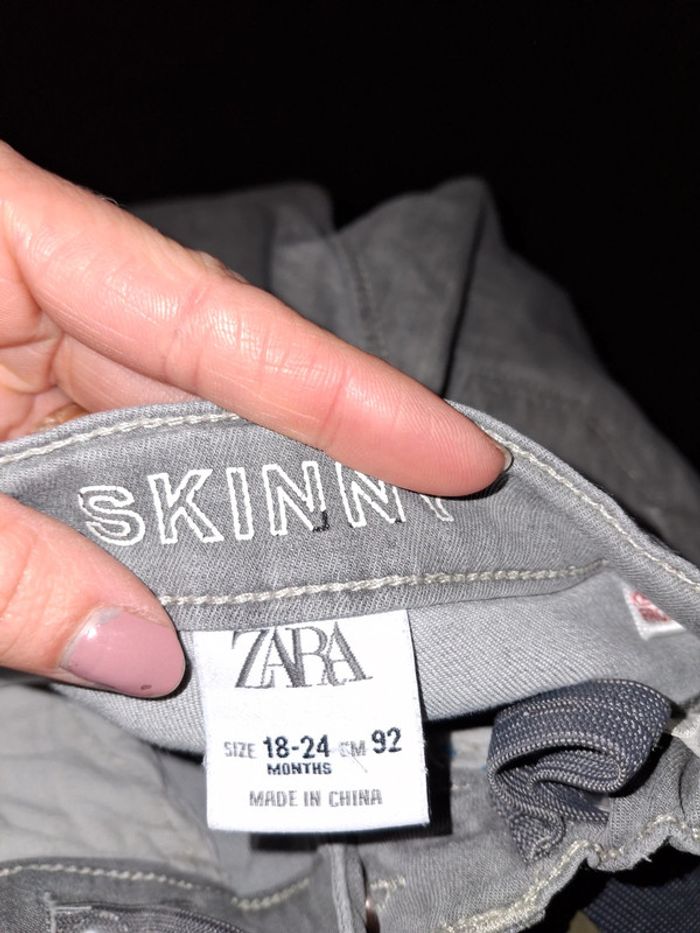 SKINNY
ZARA
SIZE 18-24 CM 92
MONTHS
MADE IN CHINA